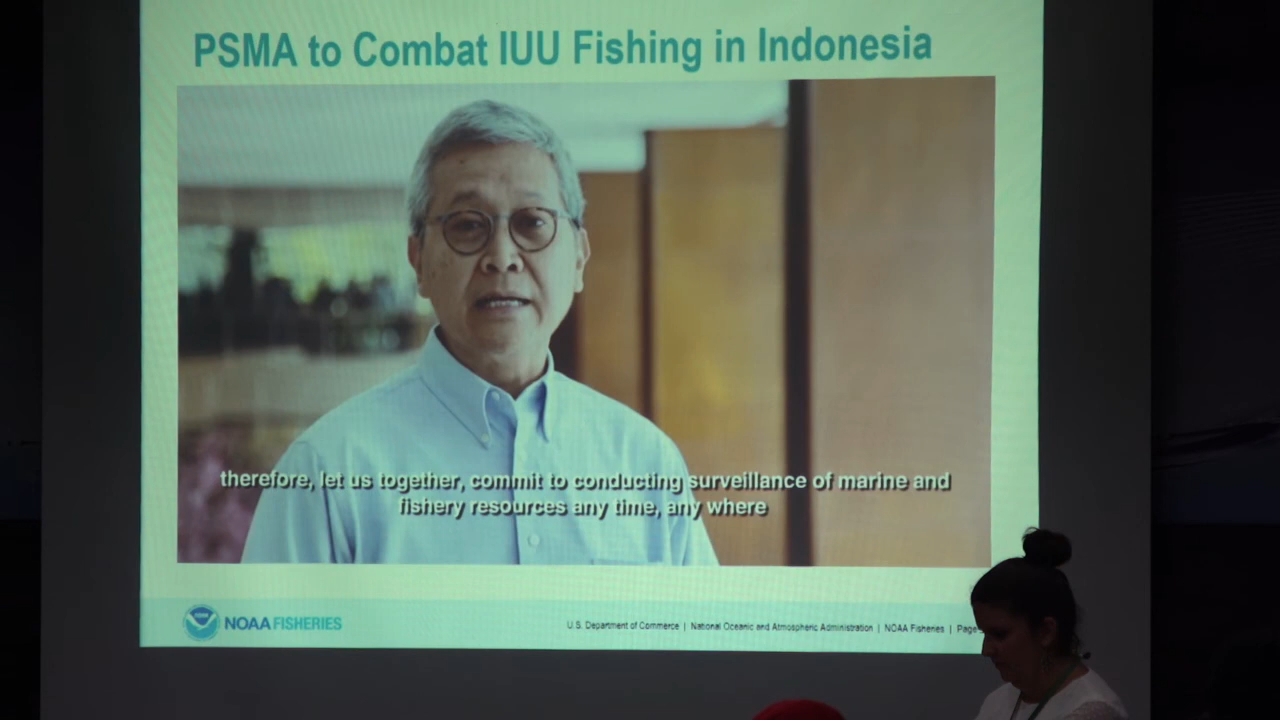 PSMA to Combat IUU Fishing in Indonesia
therefore, let us together, commit to conducting surveillance of marine and
fishery resources any time, any where
NOAA FISHERIES
U.S. Department of Commerce | National Oceanic and Atmospheric Administration | NOAA Fisheries | Page